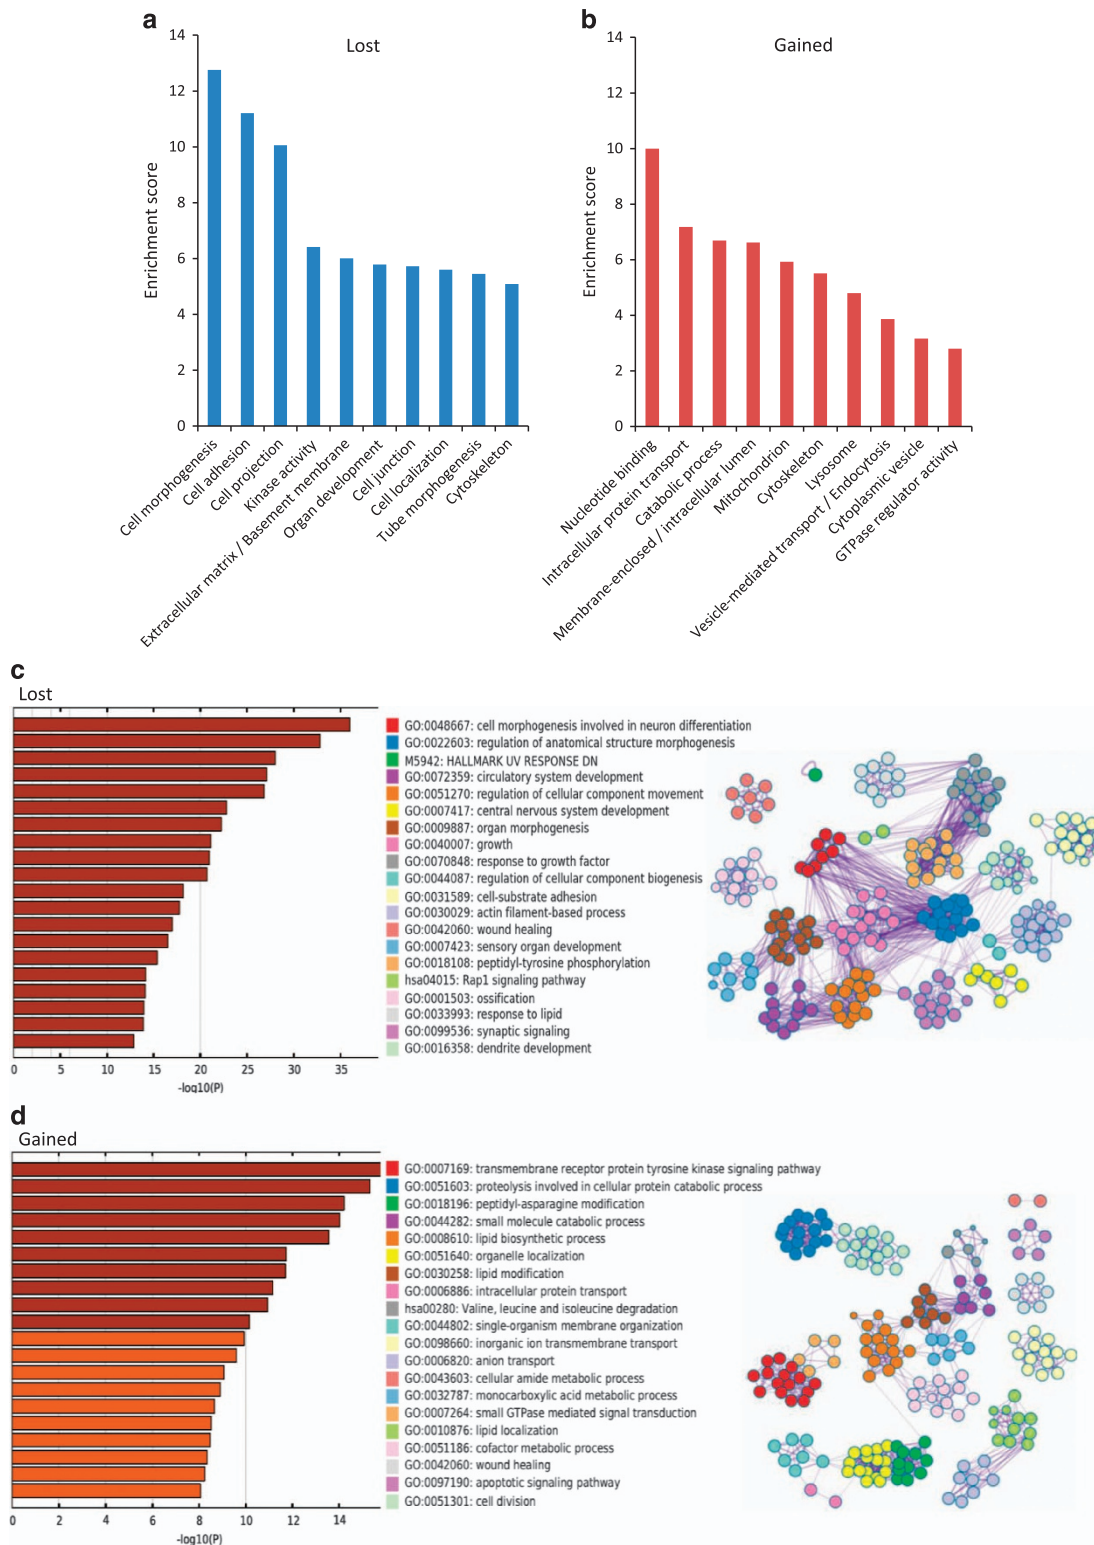 a
Lost
14
12
10
8
6
4
2
0
Enrichment score
Cell morphogenesis
Cell adhesion
Cell projection
Kinase activity
Extracellular matrix / Basement membrane
Organ development
Cell junction
Cell localization
Tube morphogenesis
Cytoskeleton
b
Gained
14
12
10
8
6
4
2
0
Enrichment score
Nucleotide binding
Intracellular protein transport
Catabolic process
Membrane-enclosed / intracellular lumen
Mitochondrion
Cytoskeleton
Lysosome
Vesicle-mediated transport / Endocytosis
Cytoplasmic vesicle
GTPase regulator activity
c
Lost
GO:0048667: cell morphogenesis involved in neuron differentiation
GO:0022603: regulation of anatomical structure morphogenesis
M5942: HALLMARK UV RESPONSE DN
GO:0072359: circulatory system development
GO:0051270: regulation of cellular component movement
GO:0007417: central nervous system development
GO:0009887: organ morphogenesis
GO:0040007: growth
GO:0070848: response to growth factor
GO:0044087: regulation of cellular component biogenesis
GO:0031589: cell-substrate adhesion
GO:0030029: actin filament-based process
GO:0042060: wound healing
GO:0007423: sensory organ development
GO:0018108: peptidyl-tyrosine phosphorylation
hsa04015: Rap1 signaling pathway
GO:0001503: ossification
GO:0033993: response to lipid
GO:0099536: synaptic signaling
GO:0016358: dendrite development
0 5 10 15 20 25 30 35
-log10(P)
d
Gained
GO:0007169: transmembrane receptor protein tyrosine kinase signaling pathway
GO:0051603: proteolysis involved in cellular protein catabolic process
GO:0018196: peptidyl-asparagine modification
GO:0044282: small molecule catabolic process
GO:0008610: lipid biosynthetic process
GO:0051640: organelle localization
GO:0030258: lipid modification
GO:0006886: intracellular protein transport
hsa00280: Valine, leucine and isoleucine degradation
GO:0044802: single-organism membrane organization
GO:0098660: inorganic ion transmembrane transport
GO:0006820: anion transport
GO:0043603: cellular amide metabolic process
GO:0032787: monocarboxylic acid metabolic process
GO:0007264: small GTPase mediated signal transduction
GO:0010876: lipid localization
GO:0051186: cofactor metabolic process
GO:0042060: wound healing
GO:0097190: apoptotic signaling pathway
GO:0051301: cell division
0 2 4 6 8 10 12 14
-log10(P)